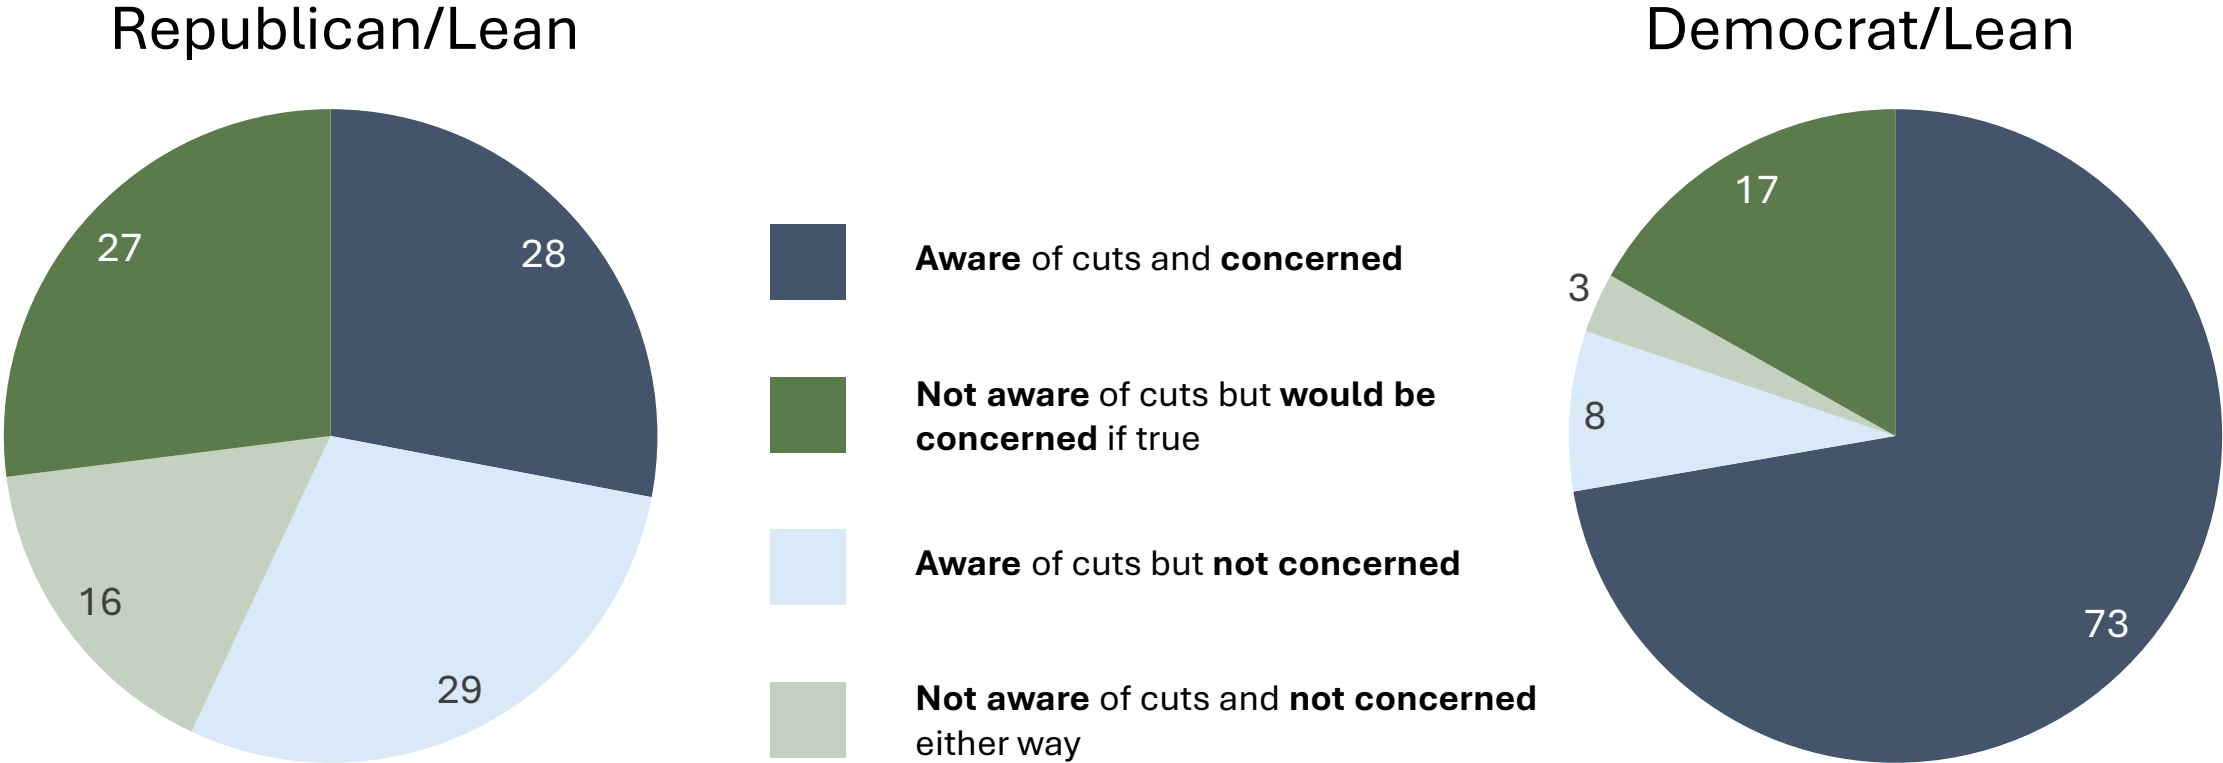 Republican/Lean
27
28
16
29
Aware of cuts and concerned
Not aware of cuts but would be
concerned if true
Aware of cuts but not concerned
Not aware of cuts and not concerned
either way
Democrat/Lean
17
3
8
73